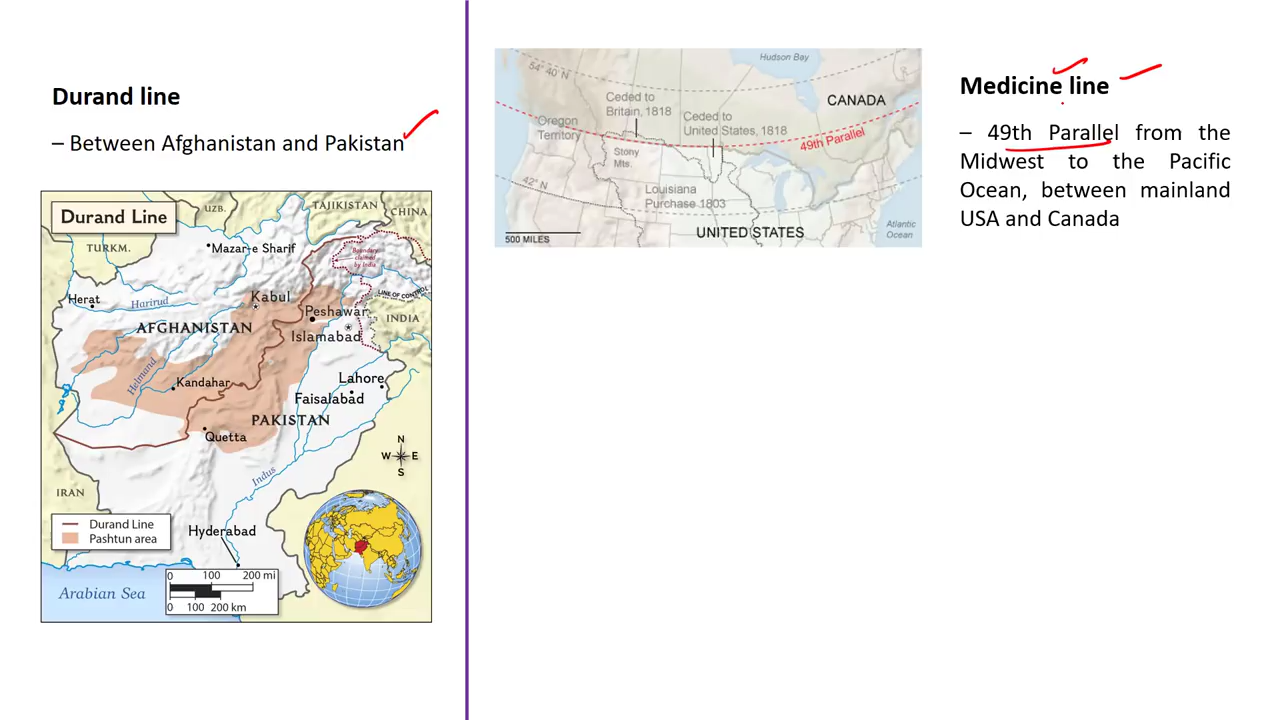 Durand line
– Between Afghanistan and Pakistan
Durand Line
UZB.
TAJIKISTAN
CHINA
TURKM.
Mazar-e Sharif
Boundary
claimed
by India
Herat
Harirud
Kabul
LINE OF CONTROL
Peshawar
INDIA
AFGHANISTAN
Islamabad
Helmand
Kandahar
Lahore
Faisalabad
PAKISTAN
Quetta
N
W E
S
Indus
IRAN
Durand Line
Pashtun area
Hyderabad
Arabian Sea
0 100 200 mi
0 100 200 km
Hudson Bay
54° 40' N
Ceded to
Britain, 1818
CANADA
Oregon
Territory
Ceded to
United States, 1818
49th Parallel
Stony
Mts.
42° N
Louisiana
Purchase 1803
UNITED STATES
Atlantic
Ocean
500 MILES
Medicine line
– 49th Parallel from the
Midwest to the Pacific
Ocean, between mainland
USA and Canada